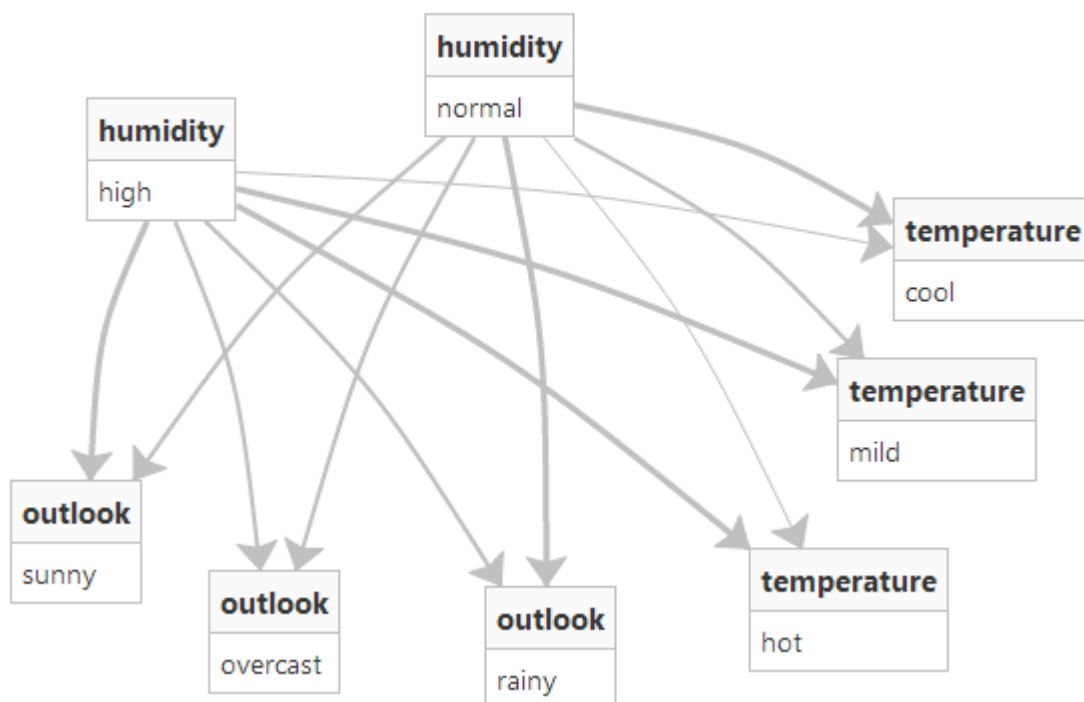 humidity
normal
humidity
high
temperature
cool
temperature
mild
outlook
sunny
outlook
overcast
outlook
rainy
temperature
hot